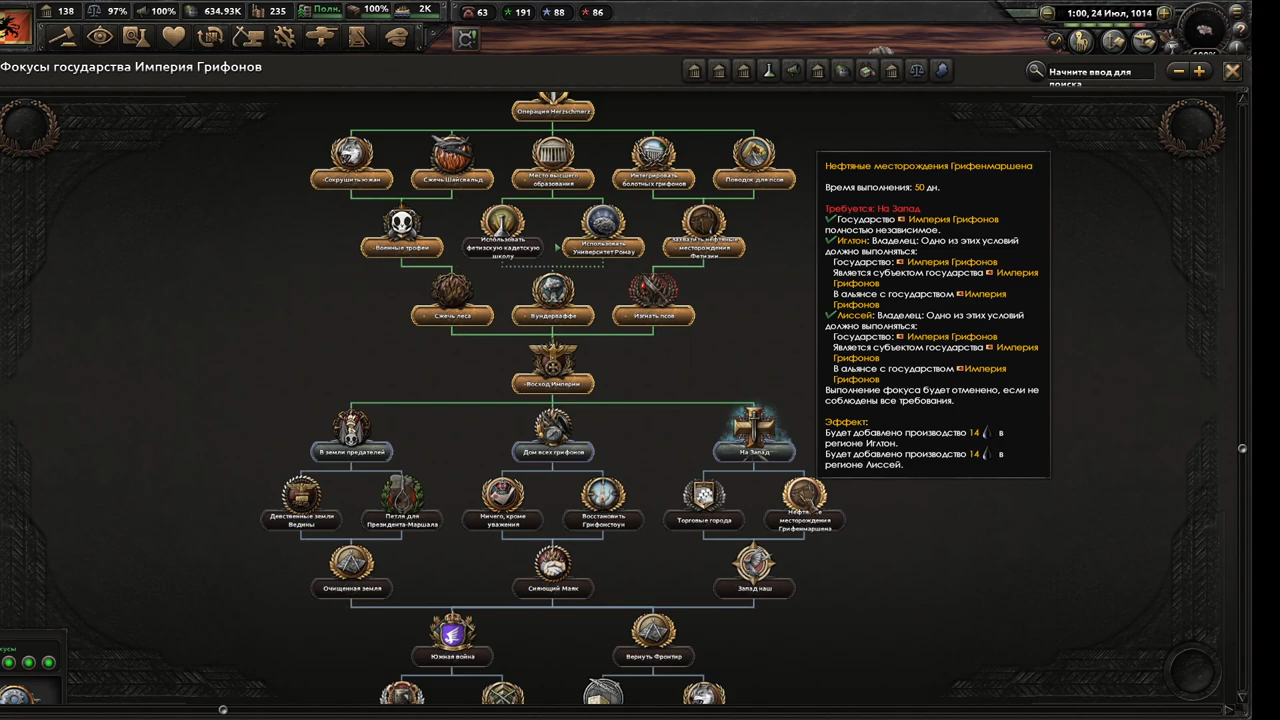 138 97% 100% 634.93K 235 Полн. 100% 2K 63 191 88 86 1:00, 24 Июл, 1014
100%
Фокусы государства Империя Грифонов
Начните ввод для
поиска
Операция Herzschmerz
Сокрушить южан
Сжечь Шайсвальд
Место высшего
образования
Интегрировать
болотных грифонов
Поводок для псов
Военные трофеи
Использовать
фетизскую кадетскую
школу
Использовать
Университет Ромау
Захватить нефтяные
месторождения
Фетизии
Сжечь леса
Вундерваффе
Изгнать псов
Восход Империи
В земли предателей
Дом всех грифонов
На Запад
Девственные земли
Ведины
Петля для
Президента-Маршала
Ничего, кроме
уважения
Восстановить
Грифонстоун
Торговые города
месторождения
Грифенмаршена
Очищенная земля
Сияющий Маяк
Запад наш
Южная война
Вернуть Фронтир
Нефтяные месторождения Грифенмаршена
Время выполнения: 50 дн.
Требуется: На Запад
Государство Империя Грифонов
полностью независимое.
Иглтон: Владелец: Одно из этих условий
должно выполняться:
Государство: Империя Грифонов
Является субъектом государства Империя
Грифонов
В альянсе с государством Империя
Грифонов
Лиссей: Владелец: Одно из этих условий
должно выполняться:
Государство: Империя Грифонов
Является субъектом государства Империя
Грифонов
В альянсе с государством Империя
Грифонов
Выполнение фокуса будет отменено, если не
соблюдены все требования.
Эффект:
Будет добавлено производство 14 в
регионе Иглтон.
Будет добавлено производство 14 в
регионе Лиссей.